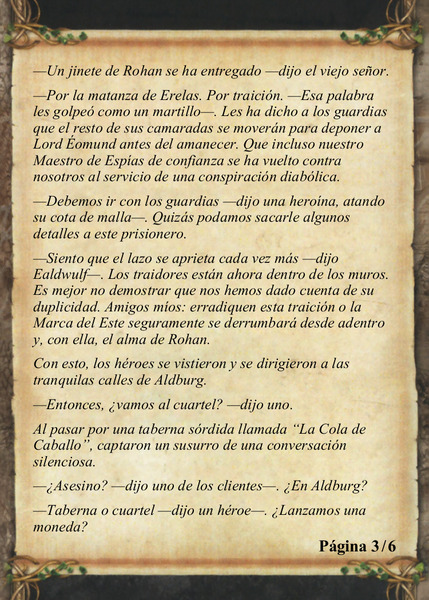 —Un jinete de Rohan se ha entregado —dijo el viejo señor.
—Por la matanza de Erelas. Por traición. —Esa palabra
les golpeó como un martillo—. Les ha dicho a los guardias
que el resto de sus camaradas se moverán para deponer a
Lord Éomund antes del amanecer. Que incluso nuestro
Maestro de Espías de confianza se ha vuelto contra
nosotros al servicio de una conspiración diabólica.
—Debemos ir con los guardias —dijo una heroína, atando
su cota de malla—. Quizás podamos sacarle algunos
detalles a este prisionero.
—Siento que el lazo se aprieta cada vez más —dijo
Ealdwulf—. Los traidores están ahora dentro de los muros.
Es mejor no demostrar que nos hemos dado cuenta de su
duplicidad. Amigos míos: erradiquen esta traición o la
Marca del Este seguramente se derrumbará desde adentro
y, con ella, el alma de Rohan.
Con esto, los héroes se vistieron y se dirigieron a las
tranquilas calles de Aldburg.
—Entonces, ¿vamos al cuartel? —dijo uno.
Al pasar por una taberna sórdida llamada “La Cola de
Caballo”, captaron un susurro de una conversación
silenciosa.
—¿Asesino? —dijo uno de los clientes—. ¿En Aldburg?
—Taberna o cuartel —dijo un héroe—. ¿Lanzamos una
moneda?
Página 3/6